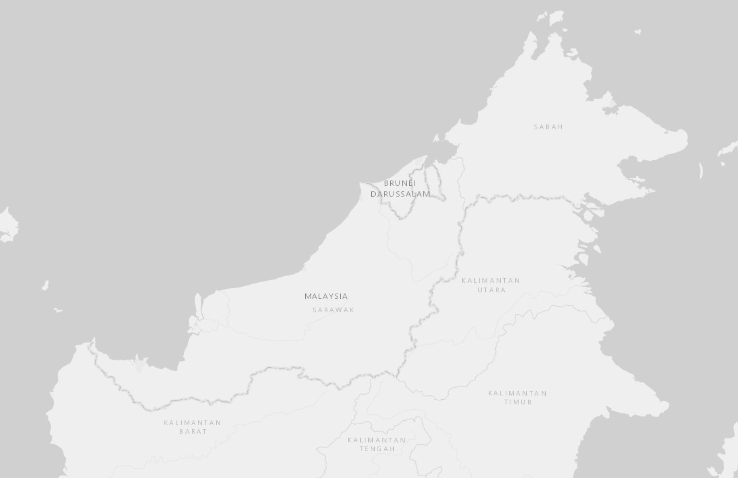 SABAH
BRUNEI
DARUSSALAM
KALIMANTAN
UTARA
MALAYSIA
SARAWAK
KALIMANTAN
TIMUR
KALIMANTAN
BARAT
KALIMANTAN
TENGAH